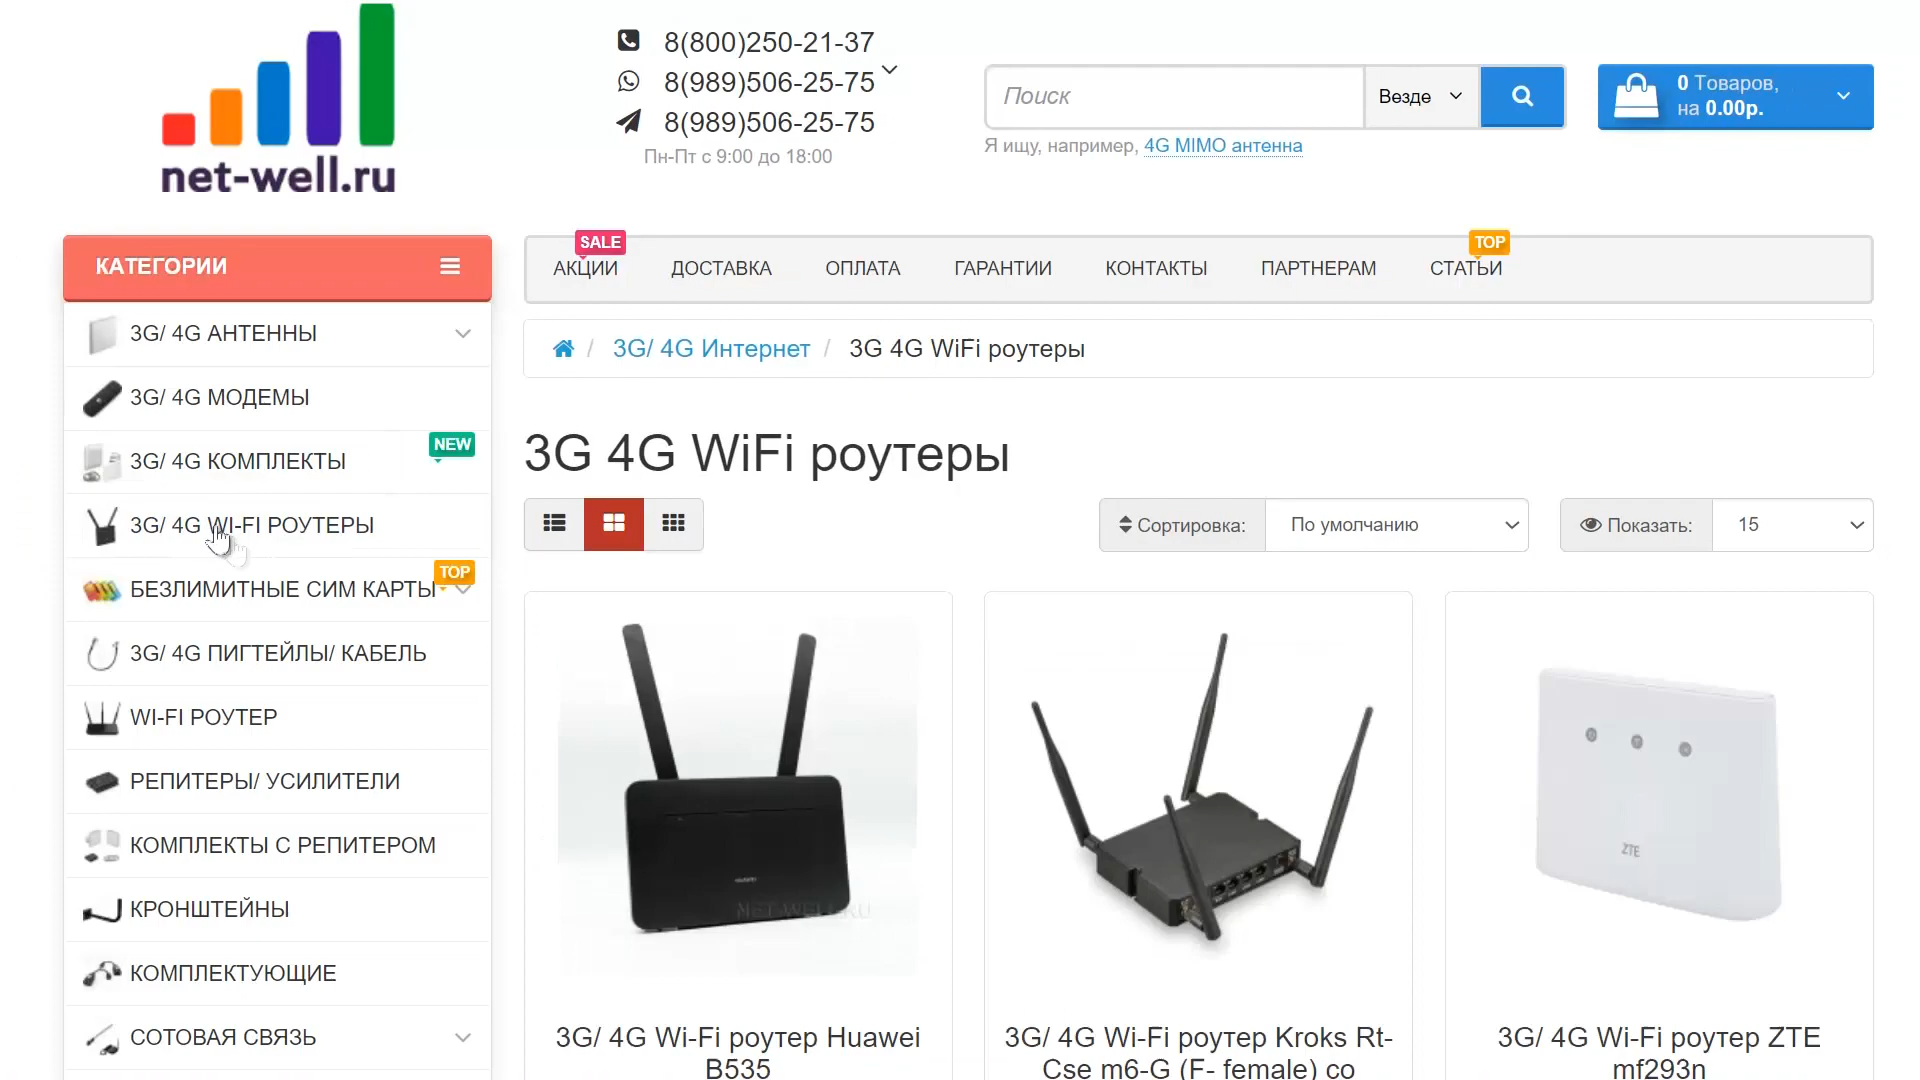 net-well.ru
8(800)250-21-37
8(989)506-25-75
8(989)506-25-75
Пн-Пт с 9:00 до 18:00
Поиск
Везде
Я ищу, например, 4G MIMO антенна
0 Товаров,
на 0.00р.
КАТЕГОРИИ
3G/ 4G АНТЕННЫ
3G/ 4G МОДЕМЫ
NEW
3G/ 4G КОМПЛЕКТЫ
3G/ 4G WI-FI РОУТЕРЫ
TOP
БЕЗЛИМИТНЫЕ СИМ КАРТЫ
3G/ 4G ПИГТЕЙЛЫ/ КАБЕЛЬ
WI-FI РОУТЕР
РЕПИТЕРЫ/ УСИЛИТЕЛИ
КОМПЛЕКТЫ С РЕПИТЕРОМ
КРОНШТЕЙНЫ
КОМПЛЕКТУЮЩИЕ
СОТОВАЯ СВЯЗЬ
SALE
TOP
АКЦИИ ДОСТАВКА ОПЛАТА ГАРАНТИИ КОНТАКТЫ ПАРТНЕРАМ СТАТЬИ
/ 3G/ 4G Интернет / 3G 4G WiFi роутеры
3G 4G WiFi роутеры
Сортировка: По умолчанию
Показать: 15
NET-WELL.RU
ZTE
3G/ 4G Wi-Fi роутер Huawei
B535
3G/ 4G Wi-Fi роутер Kroks Rt-
Cse m6-G (F- female) со
3G/ 4G Wi-Fi роутер ZTE
mf293n